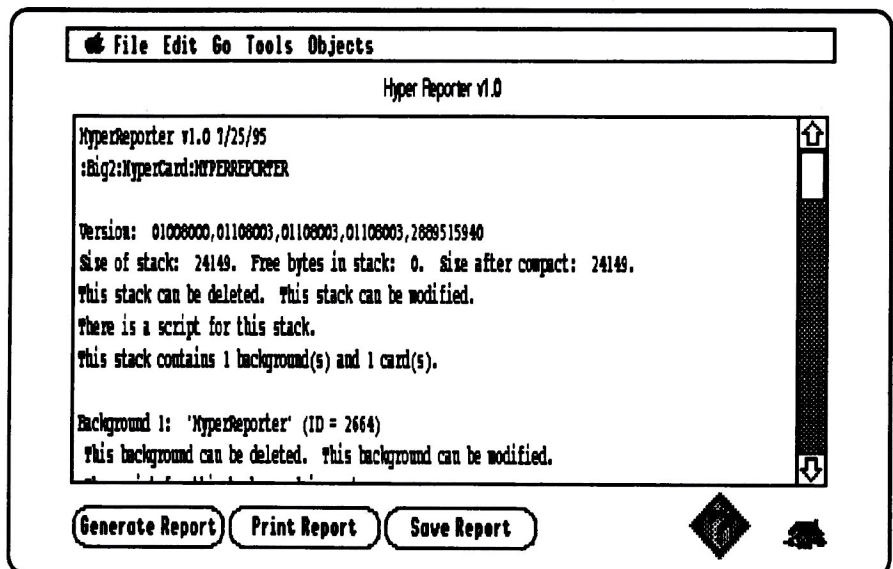 File Edit Go Tools Objects
Hyper Reporter v1.0
HyperReporter v1.0 7/25/95
:Big2:HyperCard:HYPERREPORTER
Version: 01008000,01108003,01108003,01108003,2889515940
Size of stack: 24149. Free bytes in stack: 0. Size after compact: 24149.
This stack can be deleted. This stack can be modified.
There is a script for this stack.
This stack contains 1 background(s) and 1 card(s).
Background 1: 'HyperReporter' (ID = 2664)
This background can be deleted. This background can be modified.
Generate Report Print Report Save Report